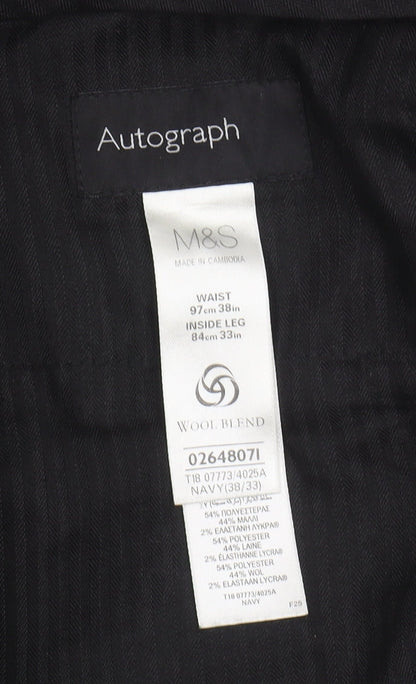 Autograph
M&S
MADE IN CAMBODIA
WAIST
97cm 38in
INSIDE LEG
84cm 33in
WOOL BLEND
02648071
T18 07773/4025A
NAVY(38/33)
54% ΠΟΛΥΕΣΤΕΡΑΣ
44% ΜΑΛΛΙ
2% ΕΛΑΣΤΑΝΗ ΛΥΚΡΑ®
54% POLYESTER
44% LAINE
2% ÉLASTHANNE LYCRA®
54% POLYESTER
44% WOL
2% ELASTAAN LYCRA®
T18 07773/4025A
NAVY F25